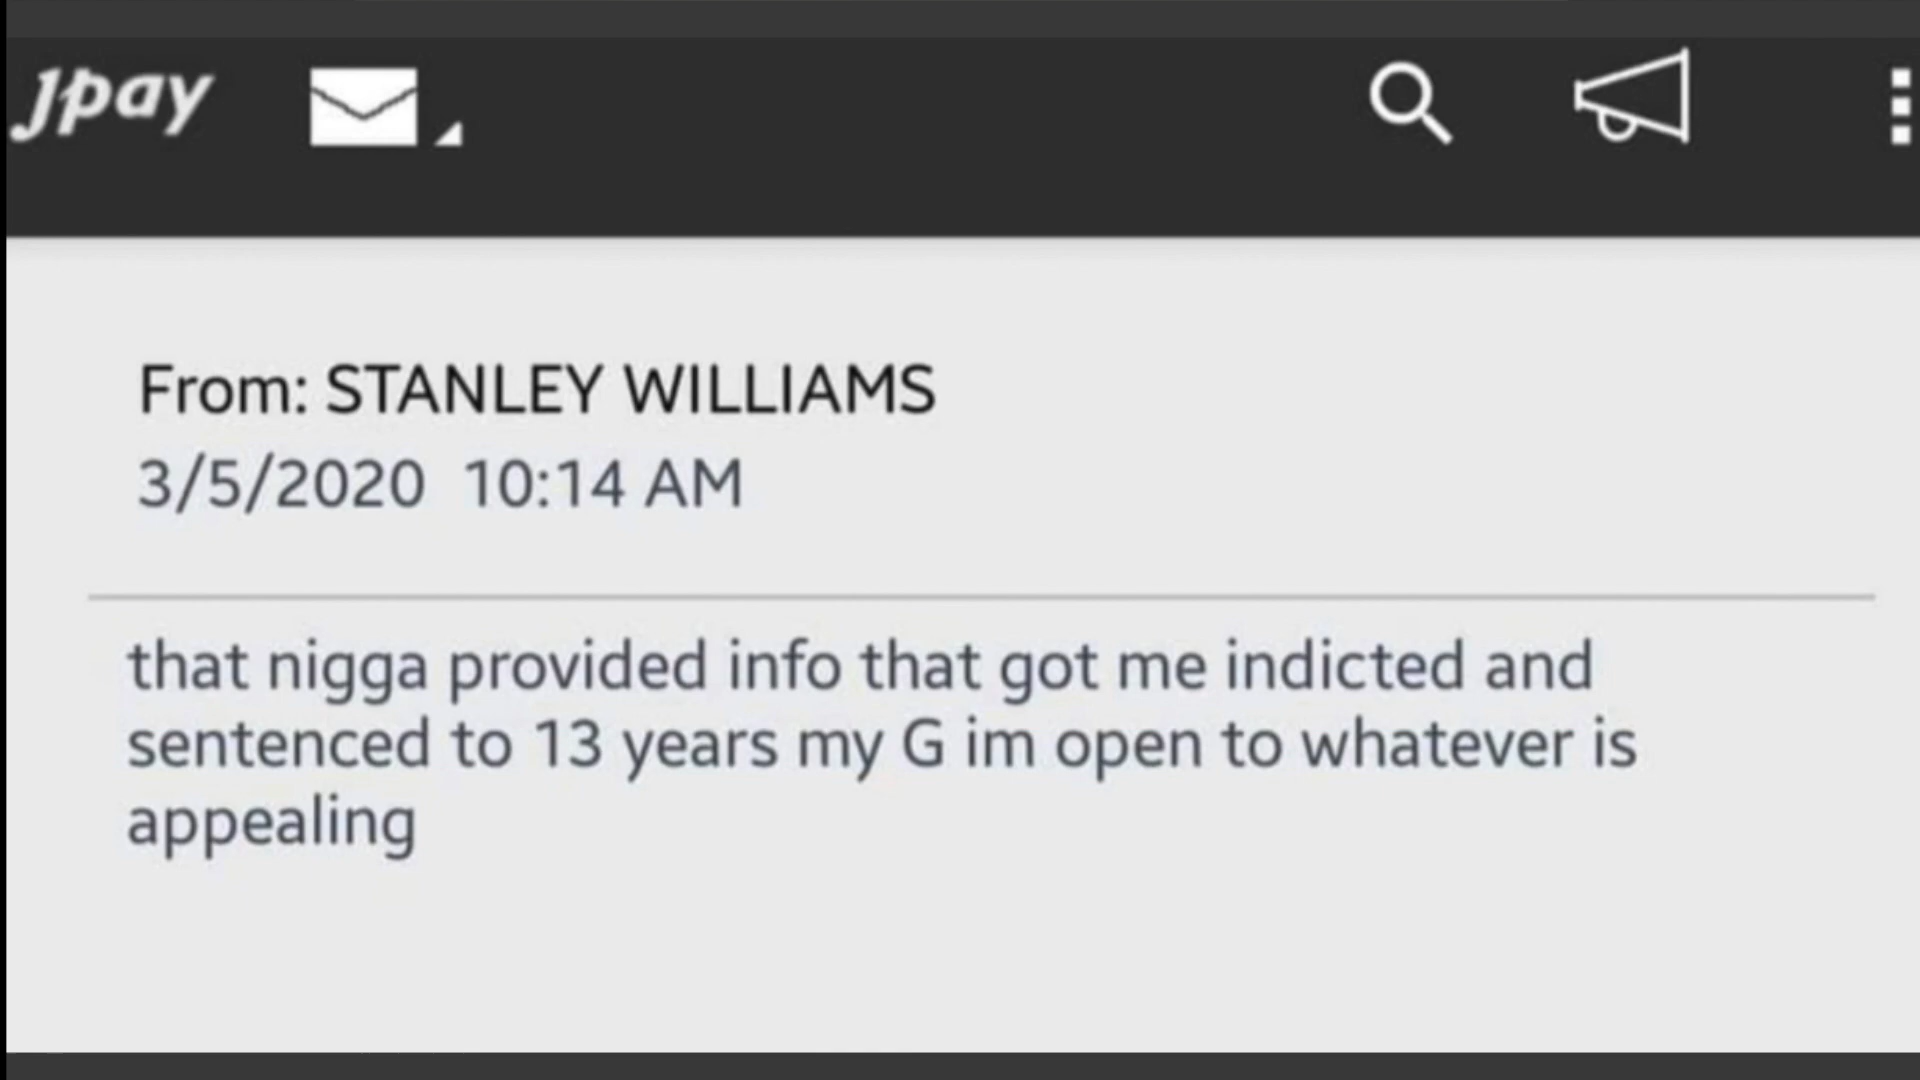 jpay
From: STANLEY WILLIAMS
3/5/2020 10:14 AM
that nigga provided info that got me indicted and
sentenced to 13 years my G im open to whatever is
appealing